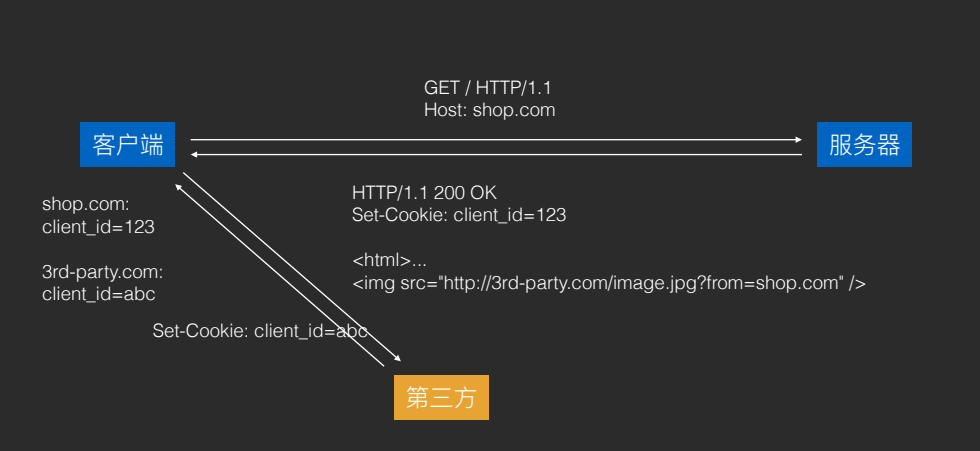 GET / HTTP/1.1
Host: shop.com
客户端
服务器
HTTP/1.1 200 OK
Set-Cookie: client_id=123
<html>...
<img src="http://3rd-party.com/image.jpg?from=shop.com" />
shop.com:
client_id=123
3rd-party.com:
client_id=abc
Set-Cookie: client_id=abc
第三方